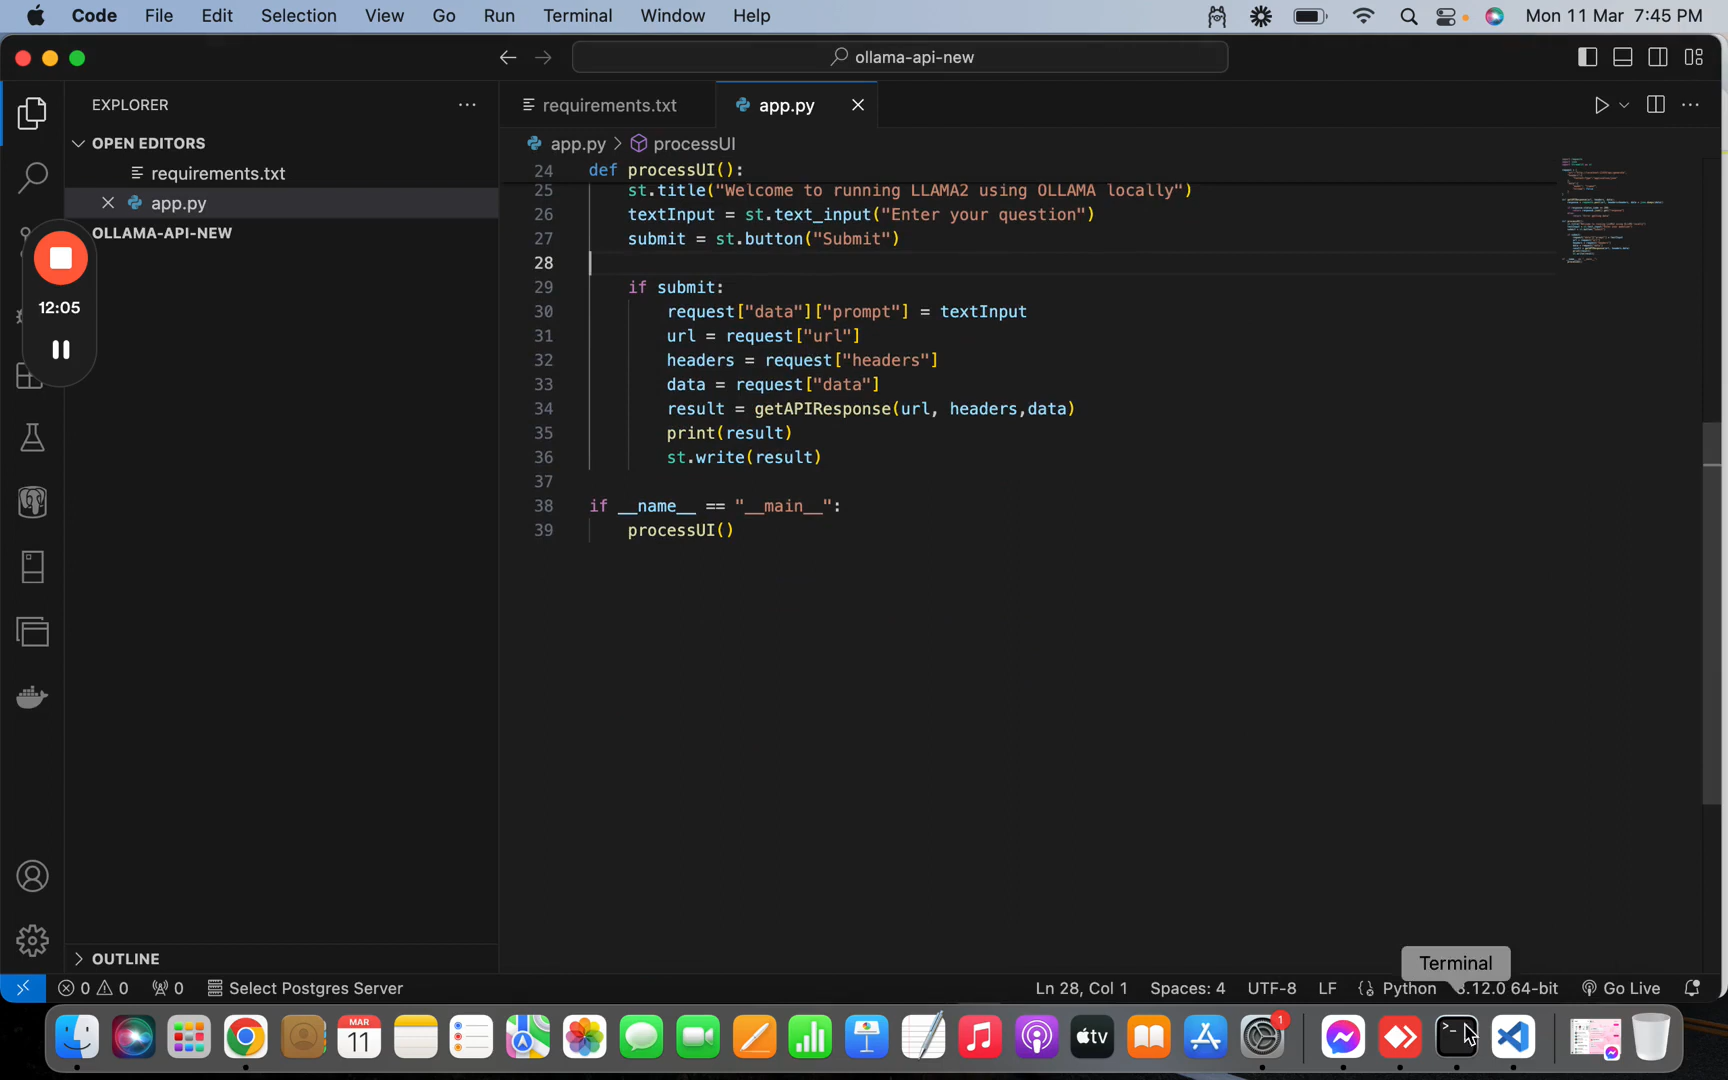 Code File Edit Selection View Go Run Terminal Window Help Mon 11 Mar 7:45 PM
ollama-api-new
EXPLORER
requirements.txt app.py
OPEN EDITORS
app.py > processUI
requirements.txt
24 def processUI():
25 st.title("Welcome to running LLAMA2 using OLLAMA locally")
app.py
26 textInput = st.text_input("Enter your question")
OLLAMA-API-NEW
27 submit = st.button("Submit")
28
29 if submit:
12:05
30 request["data"]["prompt"] = textInput
31 url = request["url"]
32 headers = request["headers"]
33 data = request["data"]
34 result = getAPIResponse(url, headers,data)
35 print(result)
36 st.write(result)
37
38 if __name__ == "__main__":
39 processUI()
OUTLINE
Terminal
0 0 0 Select Postgres Server Ln 28, Col 1 Spaces: 4 UTF-8 LF Python 3.12.0 64-bit Go Live
MAR
11
tv
1